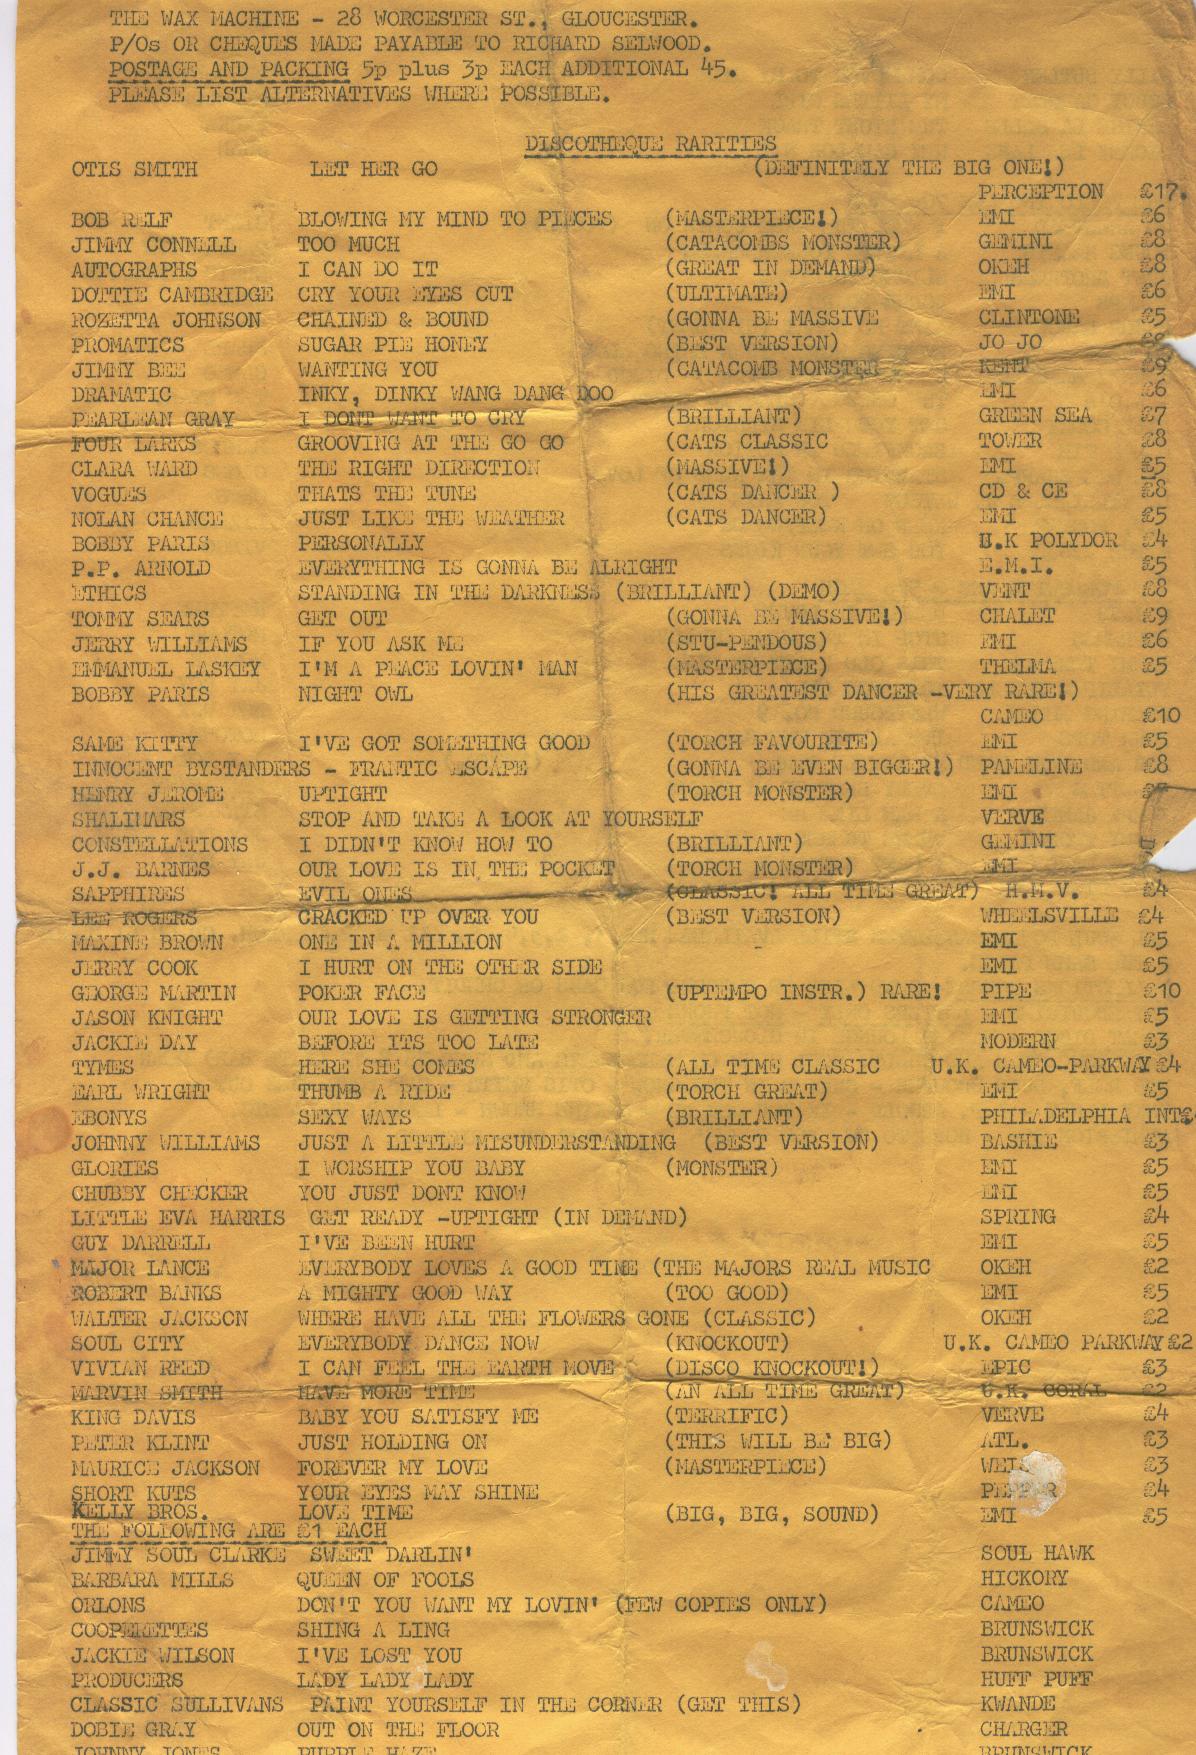 THE WAX MACHINE - 28 WORCESTER ST., GLOUCESTER.
P/Os OR CHEQUES MADE PAYABLE TO RICHARD SELWOOD.
POSTAGE AND PACKING 5p plus 3p EACH ADDITIONAL 45.
PLEASE LIST ALTERNATIVES WHERE POSSIBLE.
DISCOTHEQUE RARITIES
OTIS SMITH LET HER GO (DEFINITELY THE BIG ONE!)
PERCEPTION £17.
BOB RELF BLOWING MY MIND TO PIECES (MASTERPIECE!) EMI £6
JIMMY CONNELL TOO MUCH (CATACOMBS MONSTER) GEMINI £8
AUTOGRAPHS I CAN DO IT (GREAT IN DEMAND) OKEH £8
DOTTIE CAMBRIDGE CRY YOUR EYES OUT (ULTIMATE) EMI £6
ROZETTA JOHNSON CHAINED & BOUND (GONNA BE MASSIVE CLINTONE £5
PROMATICS SUGAR PIE HONEY (BEST VERSION) JO JO
JIMMY BEE WANTING YOU (CATACOMB MONSTER KENT £9
DRAMATIC INKY, DINKY WANG DANG DOO EMI £6
PEARLEAN GRAY I DONT WANT TO CRY (BRILLIANT) GREEN SEA £7
FOUR LARKS GROOVING AT THE GO GO (CATS CLASSIC TOWER £8
CLARA WARD THE RIGHT DIRECTION (MASSIVE!) EMI £5
VOGUES THATS THE TUNE (CATS DANCER ) CD & CE £8
NOLAN CHANCE JUST LIKE THE WEATHER (CATS DANCER) EMI £5
BOBBY PARIS PERSONALLY U.K POLYDOR £4
P.P. ARNOLD EVERYTHING IS GONNA BE ALRIGHT E.M.I. £5
ETHICS STANDING IN THE DARKNESS (BRILLIANT) (DEMO) VENT £8
TOMMY SEARS GET OUT (GONNA BE MASSIVE!) CHALET £9
JERRY WILLIAMS IF YOU ASK ME (STU-PENDOUS) EMI £6
EMMANUEL LASKEY I'M A PEACE LOVIN' MAN (MASTERPIECE) THELMA £5
BOBBY PARIS NIGHT OWL (HIS GREATEST DANCER -VERY RARE!)
CAMEO £10
SAME KITTY I'VE GOT SOMETHING GOOD (TORCH FAVOURITE) EMI £5
INNOCENT BYSTANDERS - FRANTIC ESCAPE (GONNA BE EVEN BIGGER!) PAMELINE £8
HENRY JEROME UPTIGHT (TORCH MONSTER) EMI
SHALIMARS STOP AND TAKE A LOOK AT YOURSELF VERVE
CONSTELLATIONS I DIDN'T KNOW HOW TO (BRILLIANT) GEMINI
J.J. BARNES OUR LOVE IS IN THE POCKET (TORCH MONSTER) EMI
SAPPHIRES EVIL ONES (CLASSIC! ALL TIME GREAT) H.M.V. £4
LEE ROGERS CRACKED UP OVER YOU (BEST VERSION) WHEELSVILLE £4
MAXINE BROWN ONE IN A MILLION EMI £5
JERRY COOK I HURT ON THE OTHER SIDE EMI £5
GEORGE MARTIN POKER FACE (UPTEMPO INSTR.) RARE! PIPE £10
JASON KNIGHT OUR LOVE IS GETTING STRONGER EMI £5
JACKIE DAY BEFORE ITS TOO LATE MODERN £3
TYMES HERE SHE COMES (ALL TIME CLASSIC U.K. CAMEO-PARKWAY £4
EARL WRIGHT THUMB A RIDE (TORCH GREAT) EMI £5
EBONYS SEXY WAYS (BRILLIANT) PHILADELPHIA INT
JOHNNY WILLIAMS JUST A LITTLE MISUNDERSTANDING (BEST VERSION) BASHIE £3
GLORIES I WORSHIP YOU BABY (MONSTER) EMI £5
CHUBBY CHECKER YOU JUST DONT KNOW EMI £5
LITTLE EVA HARRIS GET READY -UPTIGHT (IN DEMAND) SPRING £4
GUY DARRELL I'VE BEEN HURT EMI £5
MAJOR LANCE EVERYBODY LOVES A GOOD TIME (THE MAJORS REAL MUSIC OKEH £2
ROBERT BANKS A MIGHTY GOOD WAY (TOO GOOD) EMI £5
WALTER JACKSON WHERE HAVE ALL THE FLOWERS GONE (CLASSIC) OKEH £2
SOUL CITY EVERYBODY DANCE NOW (KNOCKOUT) U.K. CAMEO PARKWAY £2
VIVIAN REED I CAN FEEL THE EARTH MOVE (DISCO KNOCKOUT!) EPIC £3
MARVIN SMITH HAVE MORE TIME (AN ALL TIME GREAT) U.K. CORAL £2
KING DAVIS BABY YOU SATISFY ME (TERRIFIC) VERVE £4
PETER KLINT JUST HOLDING ON (THIS WILL BE BIG) ATL. £3
MAURICE JACKSON FOREVER MY LOVE (MASTERPIECE) WEIS £3
SHORT KUTS YOUR EYES MAY SHINE PEPPER £4
KELLY BROS. LOVE TIME (BIG, BIG, SOUND) EMI £5
THE FOLLOWING ARE £1 EACH
JIMMY SOUL CLARKE SWEET DARLIN' SOUL HAWK
BARBARA MILLS QUEEN OF FOOLS HICKORY
ORLONS DON'T YOU WANT MY LOVIN' (FEW COPIES ONLY) CAMEO
COOPERETTES SHING A LING BRUNSWICK
JACKIE WILSON I'VE LOST YOU BRUNSWICK
PRODUCERS LADY LADY LADY HUFF PUFF
CLASSIC SULLIVANS PAINT YOURSELF IN THE CORNER (GET THIS) KWANDE
DOBIE GRAY OUT ON THE FLOOR CHARGER
JOHNNY JONES PURPLE HAZE BRUNSWICK